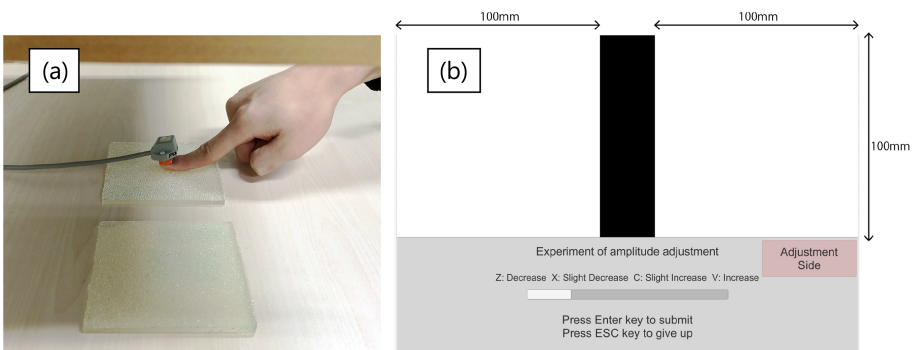 (a)
100mm
100mm
(b)
100mm
Experiment of amplitude adjustment
Adjustment
Side
Z: Decrease X: Slight Decrease C: Slight Increase V: Increase
Press Enter key to submit
Press ESC key to give up